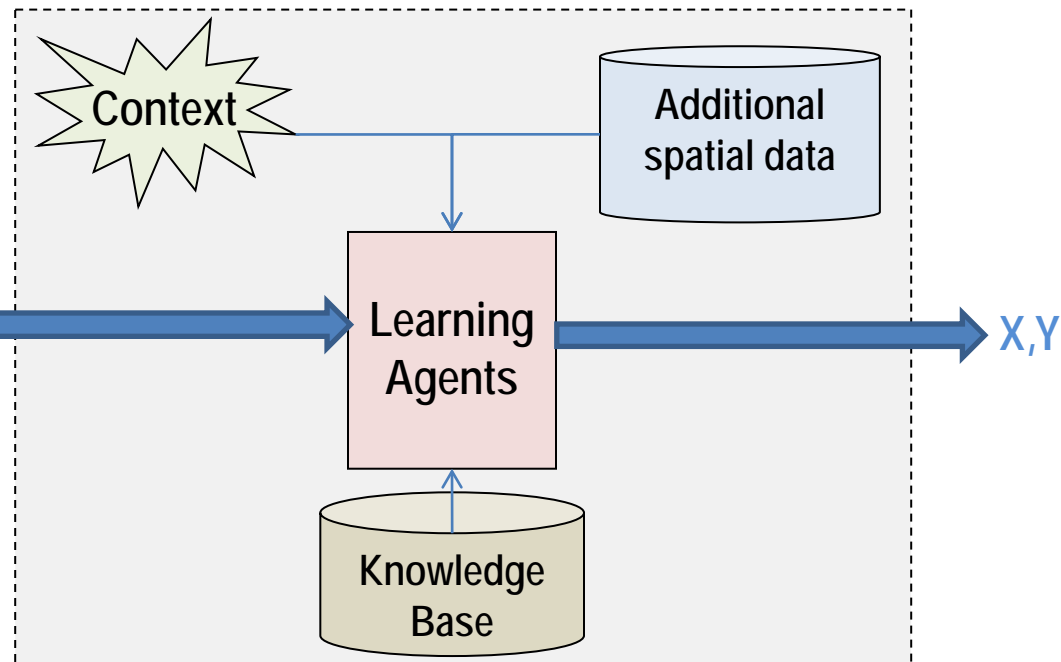 Context
Additional
spatial data
Learning
Agents
X,Y
Knowledge
Base